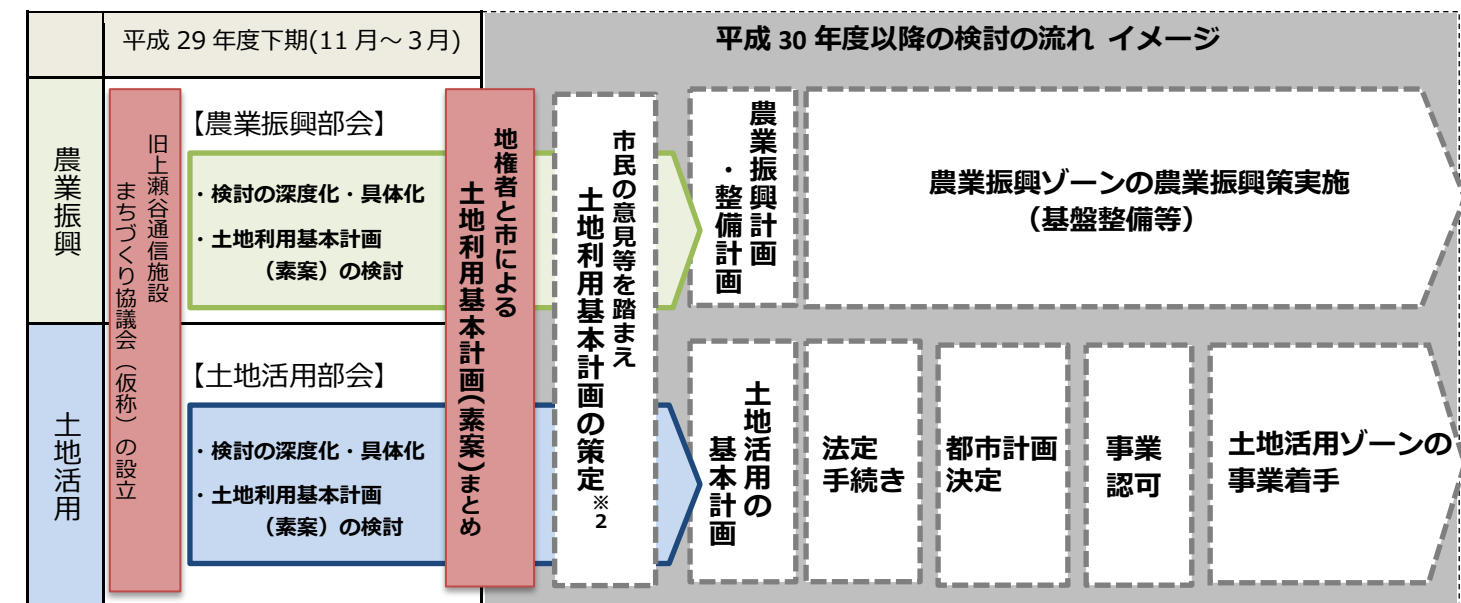 平成 29 年度下期(11 月～３月)
平成 30 年度以降の検討の流れ イメージ
農業振興
旧上瀬谷通信施設
まちづくり協議会（仮称）の設立
【農業振興部会】
・検討の深度化・具体化
・土地利用基本計画
（素案）の検討
地権者と市による
土地利用基本計画(素案)まとめ
市民の意見等を踏まえ
土地利用基本計画の策定※2
農業振興計画
・整備計画
農業振興ゾーンの農業振興策実施
（基盤整備等）
土地活用
【土地活用部会】
・検討の深度化・具体化
・土地利用基本計画
（素案）の検討
土地活用の
基本計画
法定
手続き
都市計画
決定
事業
認可
土地活用ゾーンの
事業着手